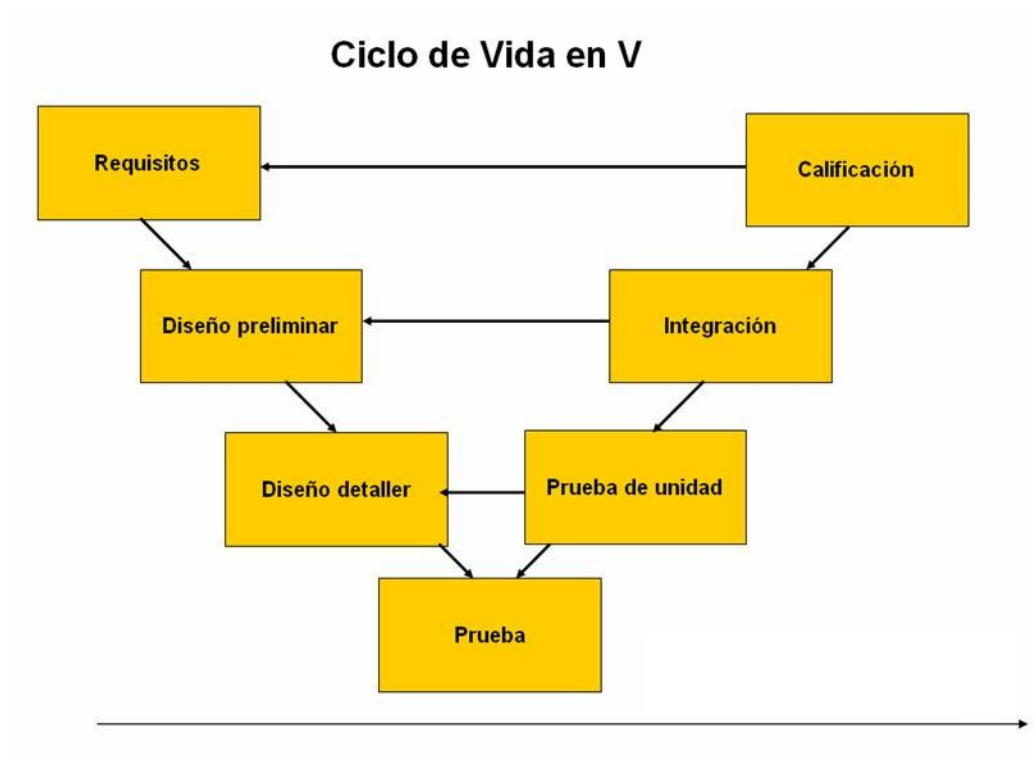 Ciclo de Vida en V
Requisitos
Calificación
Diseño preliminar
Integración
Diseño detaller
Prueba de unidad
Prueba